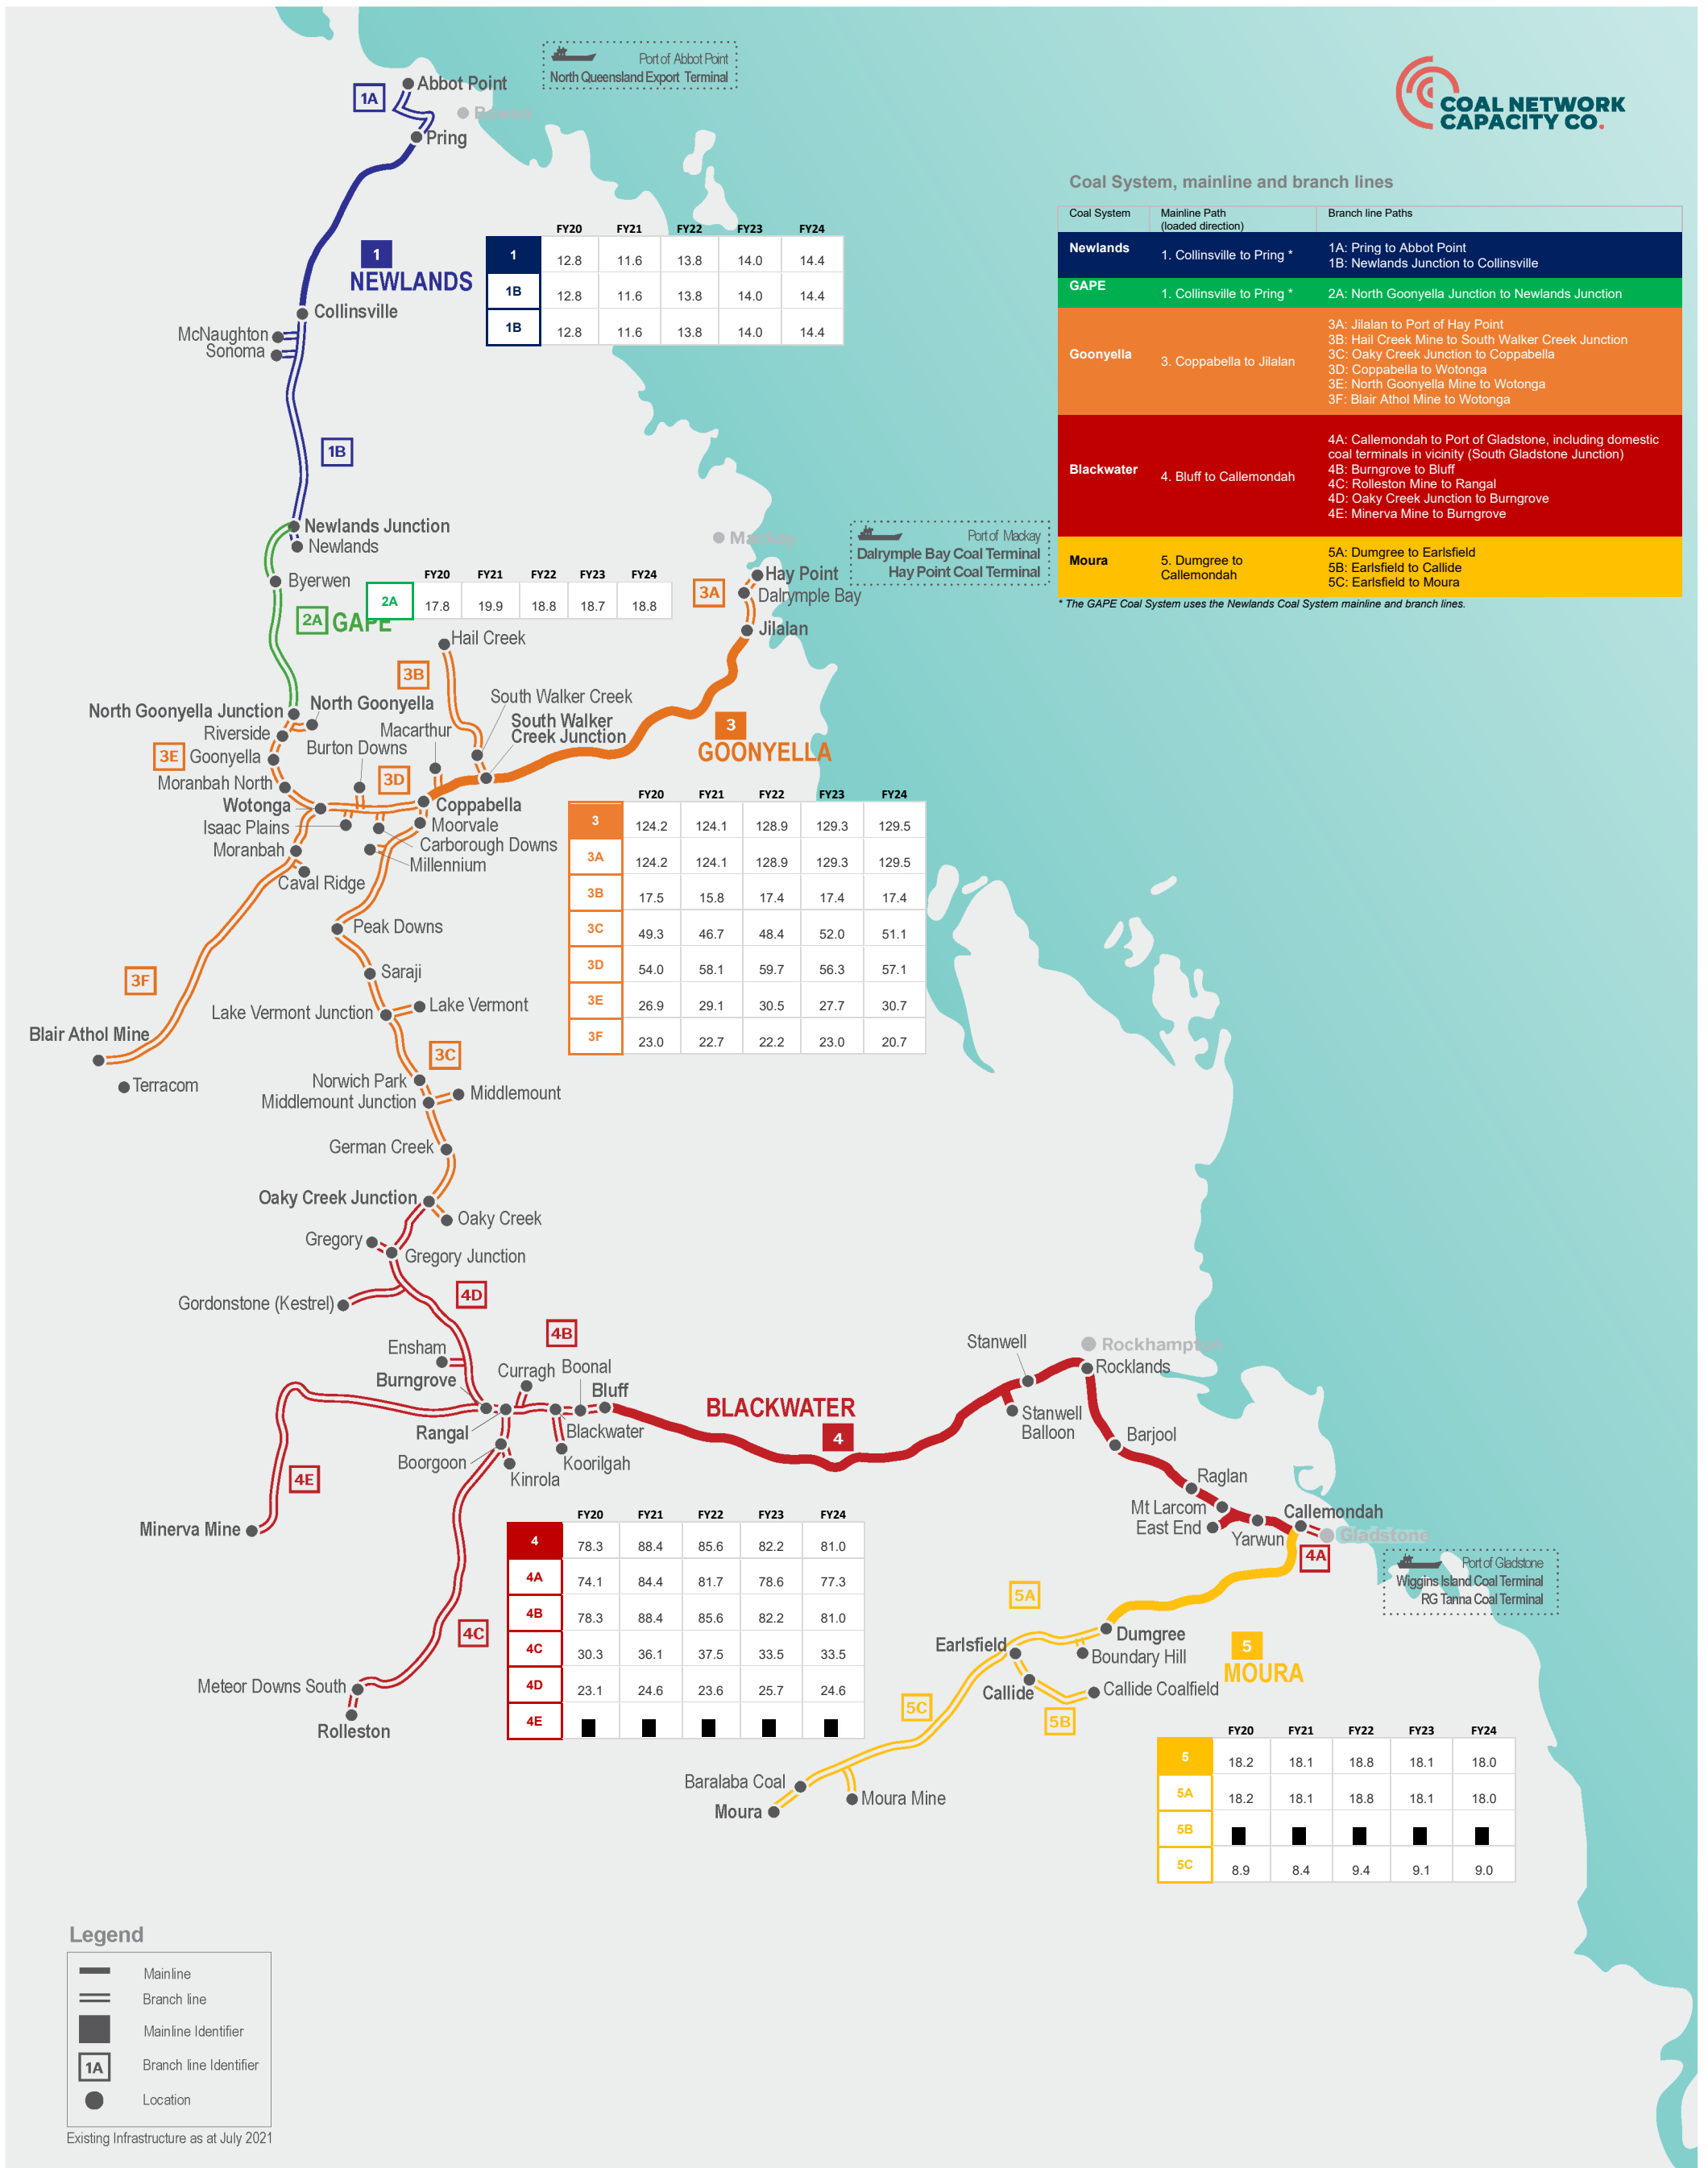 Port of Abbot Point
North Queensland Export Terminal
Abbot Point
1A
Bowen
Pring
COAL NETWORK
CAPACITY CO.
Coal System, mainline and branch lines
Coal System Mainline Path (loaded direction) Branch line Paths
Newlands 1. Collinsville to Pring * 1A: Pring to Abbot Point
1B: Newlands Junction to Collinsville
GAPE 1. Collinsville to Pring * 2A: North Goonyella Junction to Newlands Junction
Goonyella 3. Coppabella to Jilalan
3A: Jilalan to Port of Hay Point
3B: Hail Creek Mine to South Walker Creek Junction
3C: Oaky Creek Junction to Coppabella
3D: Coppabella to Wotonga
3E: North Goonyella Mine to Wotonga
3F: Blair Athol Mine to Wotonga
Blackwater 4. Bluff to Callemondah
4A: Callemondah to Port of Gladstone, including domestic
coal terminals in vicinity (South Gladstone Junction)
4B: Burngrove to Bluff
4C: Rolleston Mine to Rangal
4D: Oaky Creek Junction to Burngrove
4E: Minerva Mine to Burngrove
Moura 5. Dumgree to
Callemondah
5A: Dumgree to Earlsfield
5B: Earlsfield to Callide
5C: Earlsfield to Moura
* The GAPE Coal System uses the Newlands Coal System mainline and branch lines.
1
NEWLANDS
FY20 FY21 FY22 FY23 FY24
1 12.8 11.6 13.8 14.0 14.4
1B 12.8 11.6 13.8 14.0 14.4
1B 12.8 11.6 13.8 14.0 14.4
Collinsville
McNaughton
Sonoma
1B
Newlands Junction
Newlands
Byerwen
2A GAPE
FY20 FY21 FY22 FY23 FY24
2A 17.8 19.9 18.8 18.7 18.8
Mackay
Port of Mackay
Dalrymple Bay Coal Terminal
Hay Point Coal Terminal
Hay Point
3A
Dalrymple Bay
Jilalan
Hail Creek
3B
South Walker Creek
South Walker
Creek Junction
3
GOONYELLA
North Goonyella Junction
North Goonyella
Riverside
Macarthur
Burton Downs
3E
Goonyella
3D
Moranbah North
Wotonga
Coppabella
Isaac Plains
Moorvale
Carborough Downs
Moranbah
Millennium
Caval Ridge
Peak Downs
3F
Saraji
Lake Vermont
Lake Vermont Junction
Blair Athol Mine
3C
Terracom
Norwich Park
Middlemount
Middlemount Junction
German Creek
Oaky Creek Junction
Oaky Creek
FY20 FY21 FY22 FY23 FY24
3 124.2 124.1 128.9 129.3 129.5
3A 124.2 124.1 128.9 129.3 129.5
3B 17.5 15.8 17.4 17.4 17.4
3C 49.3 46.7 48.4 52.0 51.1
3D 54.0 58.1 59.7 56.3 57.1
3E 26.9 29.1 30.5 27.7 30.7
3F 23.0 22.7 22.2 23.0 20.7
Gregory
Gregory Junction
4D
Gordonstone (Kestrel)
4B
Ensham
Curragh
Boonal
Burngrove
Bluff
Rangal
Blackwater
Boorgoon
Koorilgah
Kinrola
4E
Minerva Mine
4C
Meteor Downs South
Rolleston
BLACKWATER
4
Stanwell
Rockhampton
Rocklands
Stanwell
Balloon
Barjool
Raglan
Mt Larcom
East End
Yarwun
Callemondah
Gladstone
4A
Port of Gladstone
Wiggins Island Coal Terminal
RG Tanna Coal Terminal
FY20 FY21 FY22 FY23 FY24
4 78.3 88.4 85.6 82.2 81.0
4A 74.1 84.4 81.7 78.6 77.3
4B 78.3 88.4 85.6 82.2 81.0
4C 30.3 36.1 37.5 33.5 33.5
4D 23.1 24.6 23.6 25.7 24.6
4E
5A
Dumgree
Earlsfield
Boundary Hill
5
MOURA
Callide
Callide Coalfield
5C
5B
Baralaba Coal
Moura
Moura Mine
FY20 FY21 FY22 FY23 FY24
5 18.2 18.1 18.8 18.1 18.0
5A 18.2 18.1 18.8 18.1 18.0
5B
5C 8.9 8.4 9.4 9.1 9.0
Legend
Mainline
Branch line
Mainline Identifier
1A Branch line Identifier
Location
Existing Infrastructure as at July 2021